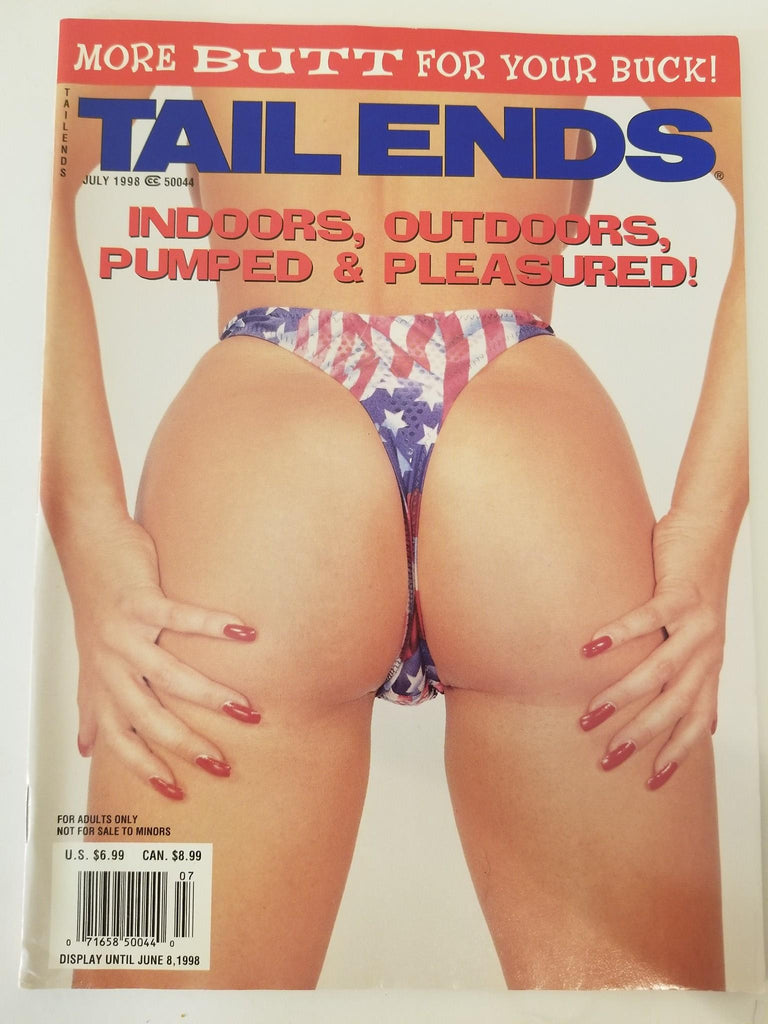 MORE BUTT FOR YOUR BUCK!
TAILENDS
TAIL ENDS®
JULY 1998 CC 50044
INDOORS, OUTDOORS,
PUMPED & PLEASURED!
FOR ADULTS ONLY
NOT FOR SALE TO MINORS
U.S. $6.99 CAN. $8.99
07
0 71658 50044 0
DISPLAY UNTIL JUNE 8,1998